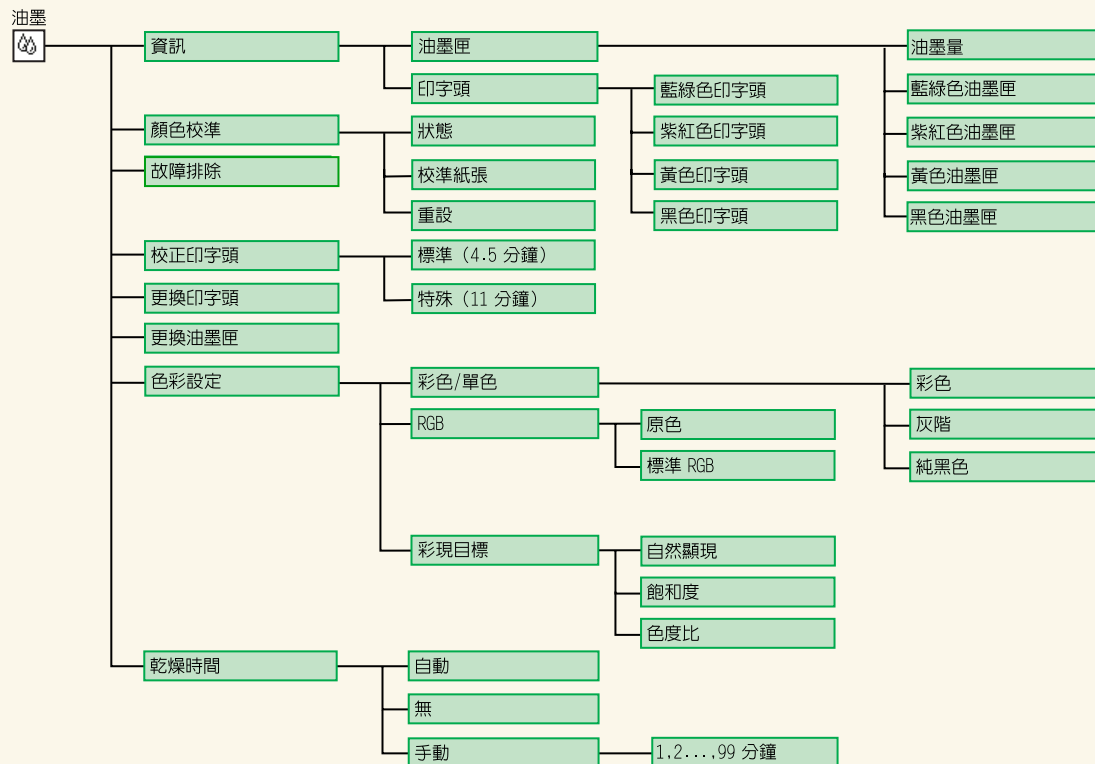 油墨
資訊
油墨匣
油墨量
藍綠色油墨匣
紫紅色油墨匣
黃色油墨匣
黑色油墨匣
印字頭
藍綠色印字頭
紫紅色印字頭
黃色印字頭
黑色印字頭
顏色校準
狀態
校準紙張
重設
故障排除
校正印字頭
標準（4.5 分鐘）
特殊（11 分鐘）
更換印字頭
更換油墨匣
色彩設定
彩色/單色
彩色
灰階
純黑色
RGB
原色
標準 RGB
彩現目標
自然顯現
飽和度
色度比
乾燥時間
自動
無
手動
1,2...,99 分鐘